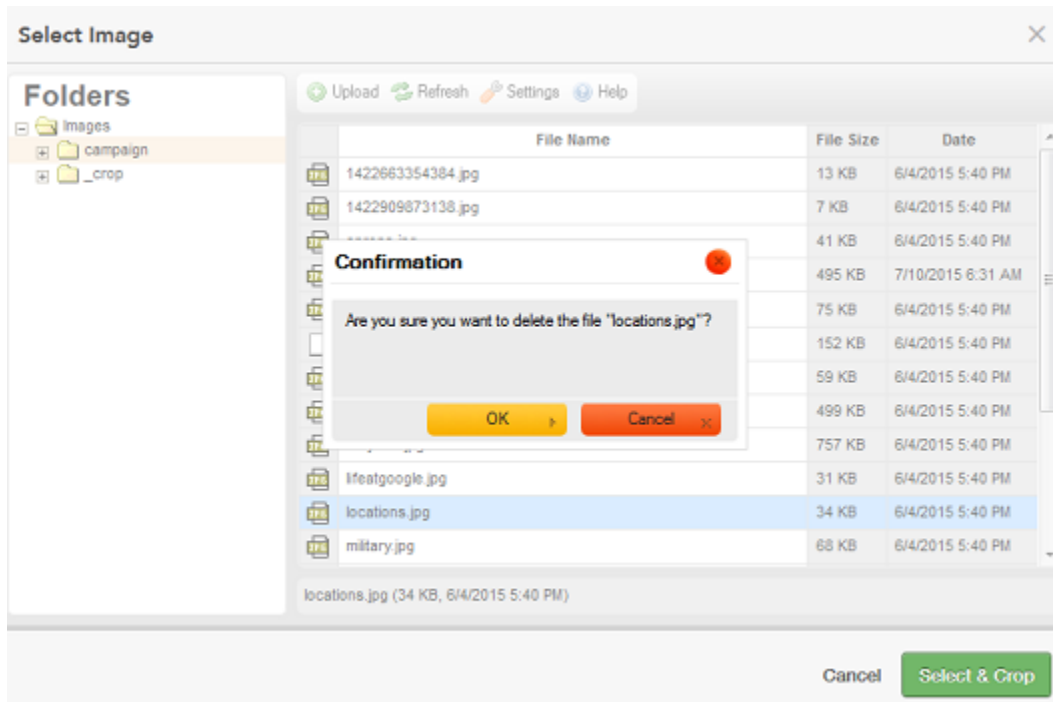 Select Image
Folders
Images
campaign
_crop
Upload Refresh Settings Help
File Name File Size Date
1422663354384.jpg 13 KB 6/4/2015 5:40 PM
1422909873138.jpg 7 KB 6/4/2015 5:40 PM
41 KB 6/4/2015 5:40 PM
495 KB 7/10/2015 6:31 AM
75 KB 6/4/2015 5:40 PM
152 KB 6/4/2015 5:40 PM
59 KB 6/4/2015 5:40 PM
499 KB 6/4/2015 5:40 PM
757 KB 6/4/2015 5:40 PM
Confirmation
Are you sure you want to delete the file "locations.jpg"?
OK Cancel
lifeatgoogle.jpg 31 KB 6/4/2015 5:40 PM
locations.jpg 34 KB 6/4/2015 5:40 PM
military.jpg 68 KB 6/4/2015 5:40 PM
locations.jpg (34 KB, 6/4/2015 5:40 PM)
Cancel Select & Crop